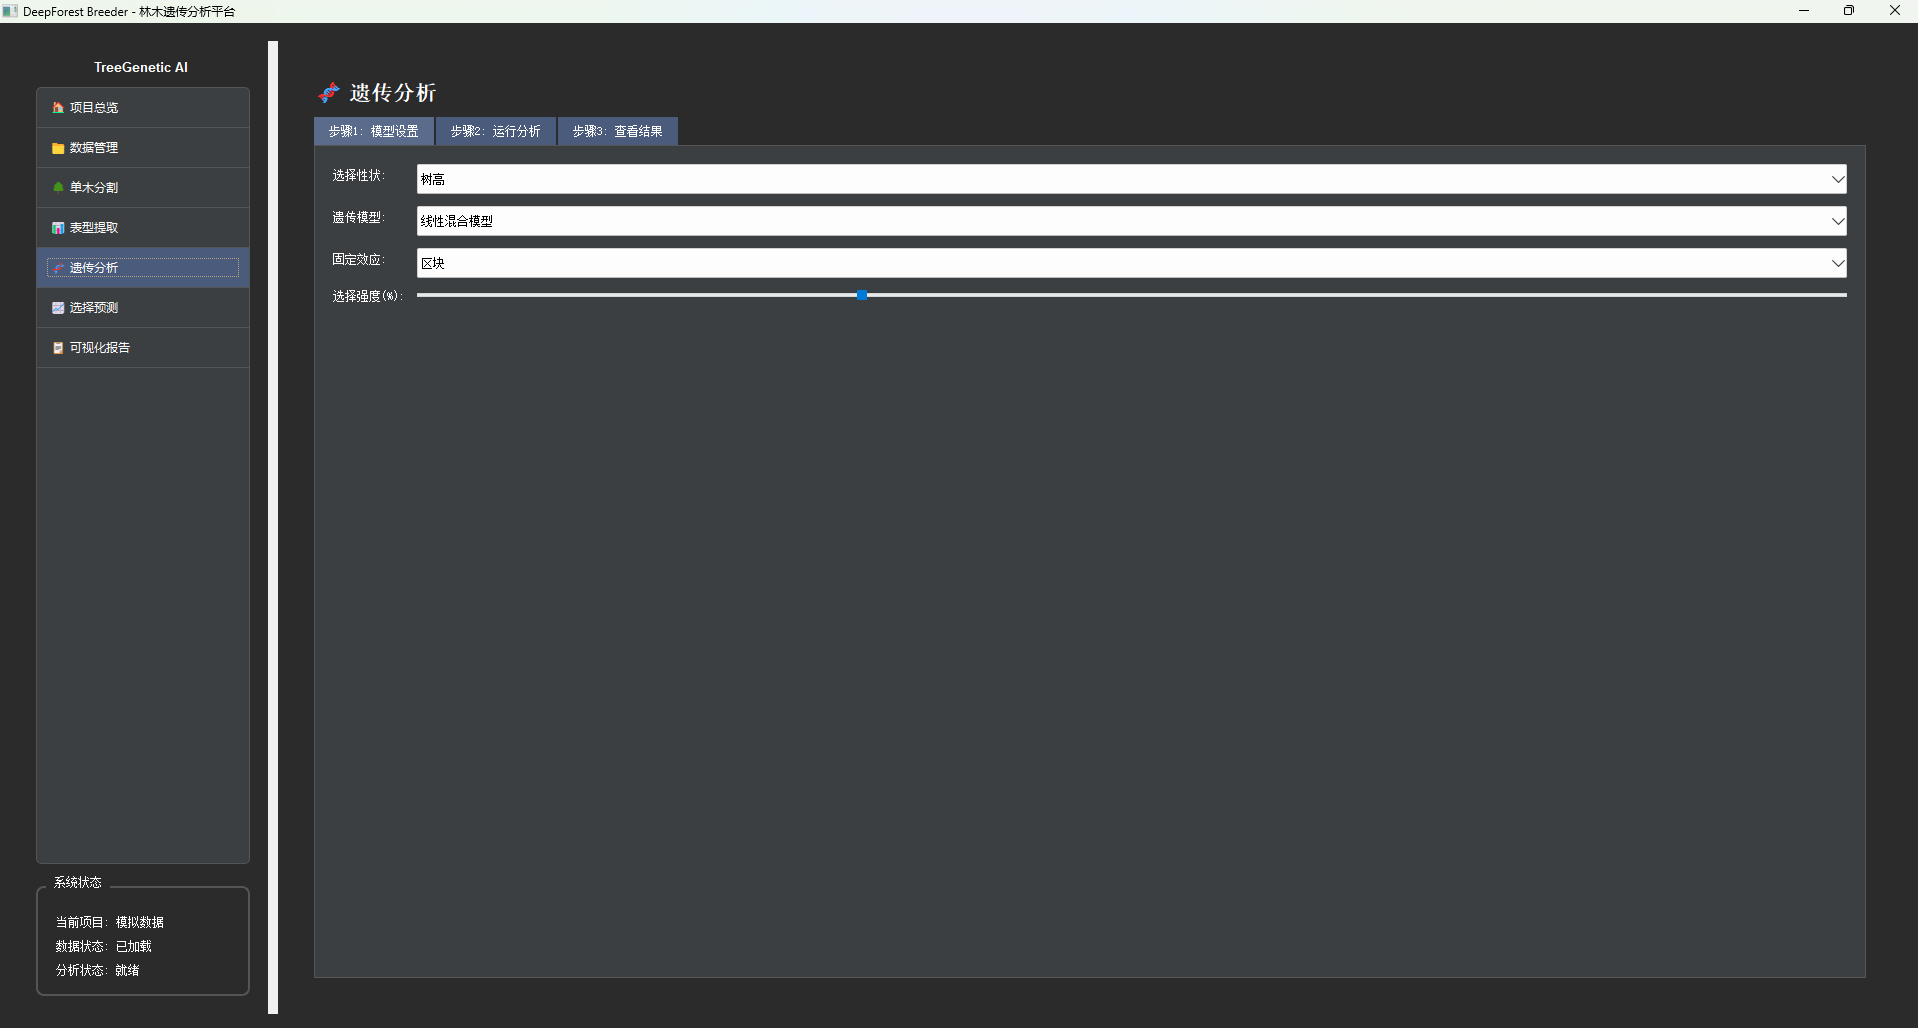 DeepForest Breeder - 林木遗传分析平台
TreeGenetic AI
项目总览
数据管理
单木分割
表型提取
遗传分析
选择预测
可视化报告
系统状态
当前项目: 模拟数据
数据状态: 已加载
分析状态: 就绪
遗传分析
步骤1: 模型设置
步骤2: 运行分析
步骤3: 查看结果
选择性状:
树高
遗传模型:
线性混合模型
固定效应:
区块
选择强度(%):